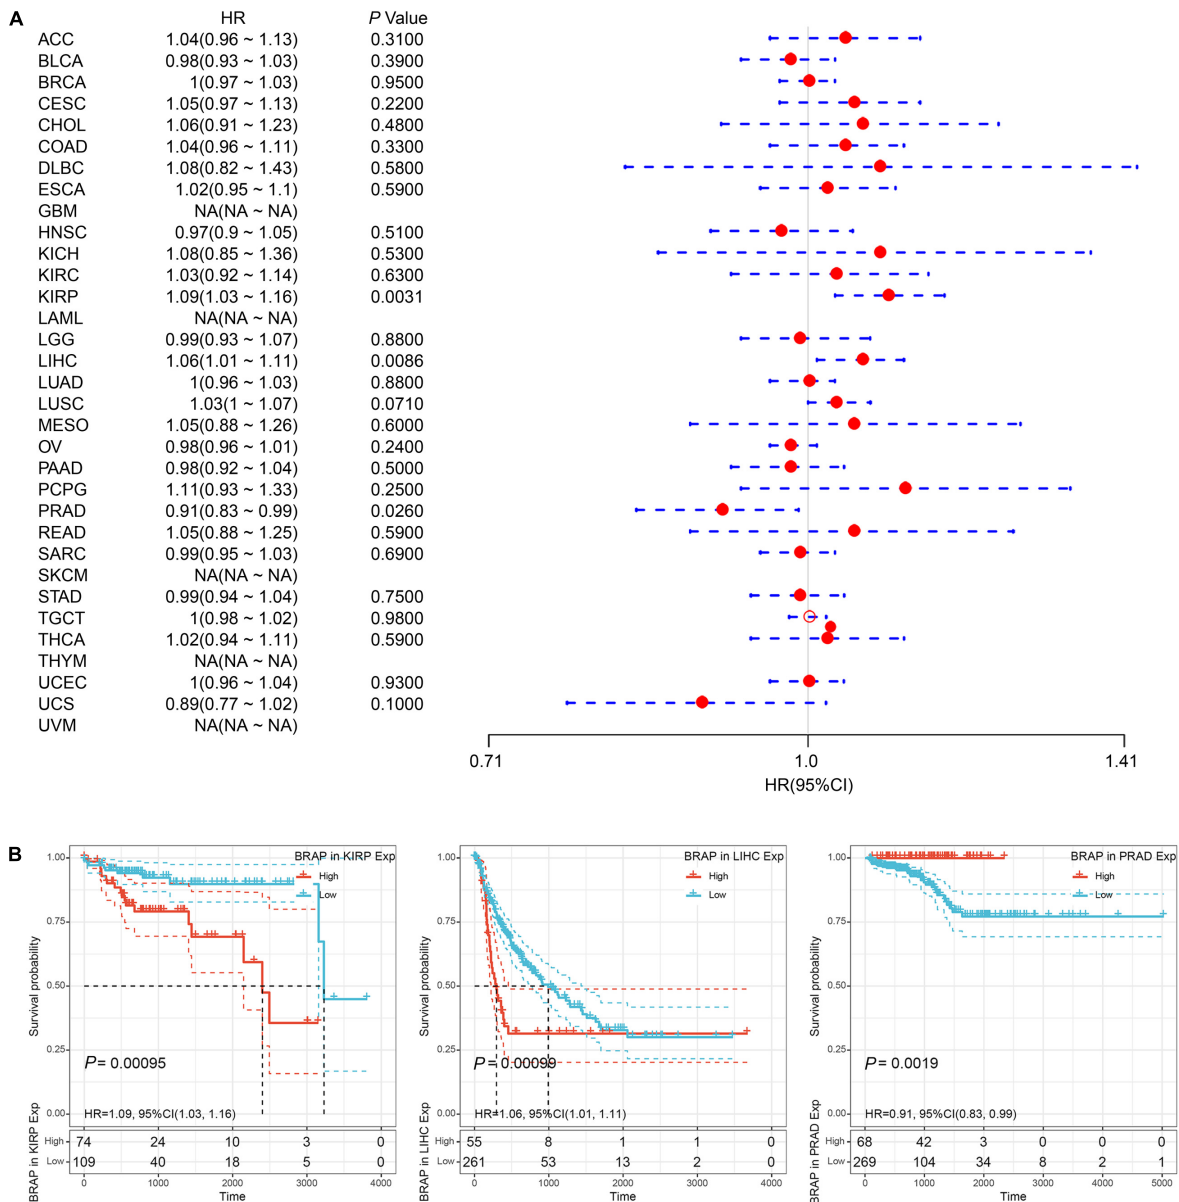 A
HR P Value
ACC 1.04(0.96 ~ 1.13) 0.3100
BLCA 0.98(0.93 ~ 1.03) 0.3900
BRCA 1(0.97 ~ 1.03) 0.9500
CESC 1.05(0.97 ~ 1.13) 0.2200
CHOL 1.06(0.91 ~ 1.23) 0.4800
COAD 1.04(0.96 ~ 1.11) 0.3300
DLBC 1.08(0.82 ~ 1.43) 0.5800
ESCA 1.02(0.95 ~ 1.1) 0.5900
GBM NA(NA ~ NA)
HNSC 0.97(0.9 ~ 1.05) 0.5100
KICH 1.08(0.85 ~ 1.36) 0.5300
KIRC 1.03(0.92 ~ 1.14) 0.6300
KIRP 1.09(1.03 ~ 1.16) 0.0031
LAML NA(NA ~ NA)
LGG 0.99(0.93 ~ 1.07) 0.8800
LIHC 1.06(1.01 ~ 1.11) 0.0086
LUAD 1(0.96 ~ 1.03) 0.8800
LUSC 1.03(1 ~ 1.07) 0.0710
MESO 1.05(0.88 ~ 1.26) 0.6000
OV 0.98(0.96 ~ 1.01) 0.2400
PAAD 0.98(0.92 ~ 1.04) 0.5000
PCPG 1.11(0.93 ~ 1.33) 0.2500
PRAD 0.91(0.83 ~ 0.99) 0.0260
READ 1.05(0.88 ~ 1.25) 0.5900
SARC 0.99(0.95 ~ 1.03) 0.6900
SKCM NA(NA ~ NA)
STAD 0.99(0.94 ~ 1.04) 0.7500
TGCT 1(0.98 ~ 1.02) 0.9800
THCA 1.02(0.94 ~ 1.11) 0.5900
THYM NA(NA ~ NA)
UCEC 1(0.96 ~ 1.04) 0.9300
UCS 0.89(0.77 ~ 1.02) 0.1000
UVM NA(NA ~ NA)
0.71 1.0 1.41
HR(95%CI)
B
BRAP in KIRP Exp
High
Low
1.00
0.75
0.50
0.25
0.00
Survival probability
P = 0.00095
HR=1.09, 95%CI(1.03, 1.16)
BRAP in KIRP Exp
High 74 24 10 3 0
Low 109 40 18 5 0
0 1000 2000 3000 4000
Time
BRAP in LIHC Exp
High
Low
1.00
0.75
0.50
0.25
0.00
Survival probability
P = 0.00099
HR=1.06, 95%CI(1.01, 1.11)
BRAP in LIHC Exp
High 55 8 1 1 0
Low 261 53 13 2 0
0 1000 2000 3000 4000
Time
BRAP in PRAD Exp
High
Low
1.00
0.75
0.50
0.25
0.00
Survival probability
P = 0.0019
HR=0.91, 95%CI(0.83, 0.99)
BRAP in PRAD Exp
High 68 42 3 0 0 0
Low 269 104 34 8 2 1
0 1000 2000 3000 4000 5000
Time